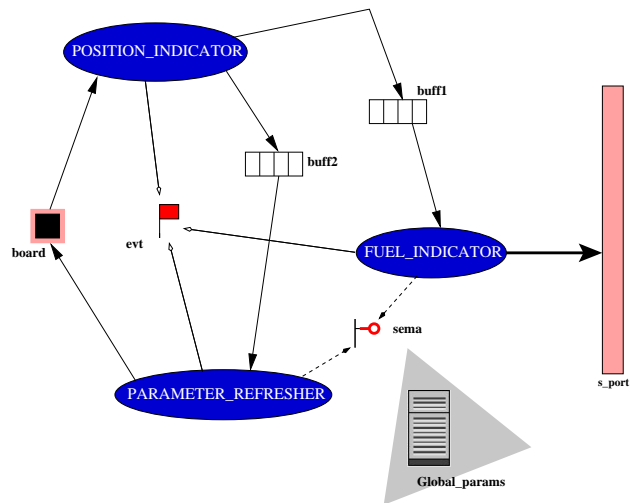 POSITION_INDICATOR
buff1
buff2
board
evt
FUEL_INDICATOR
sema
s_port
PARAMETER_REFRESHER
Global_params